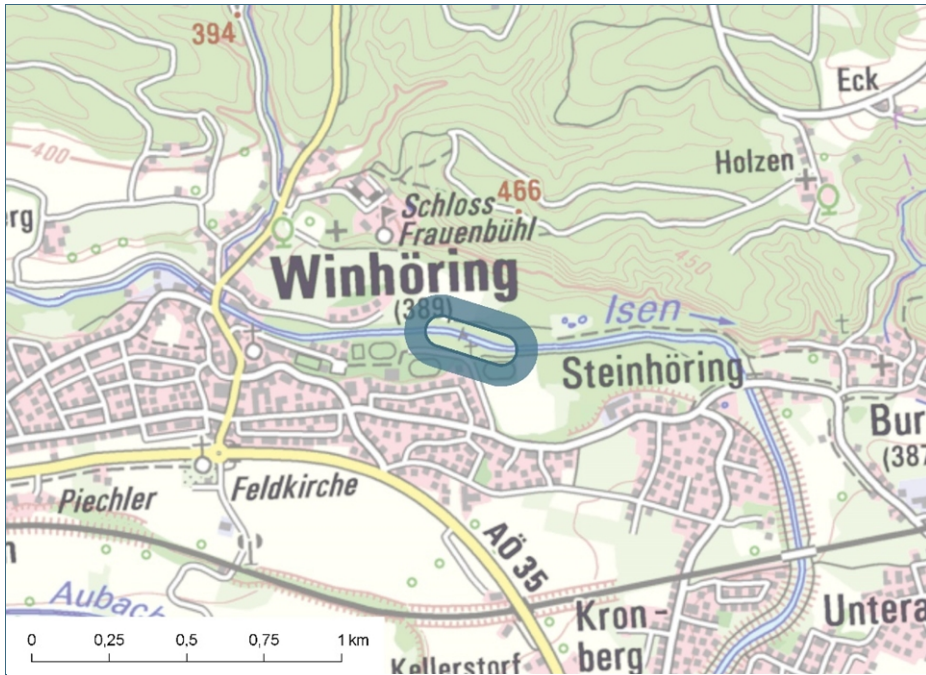 394
Eck
400
Holzen
466
Schloss
Frauenbühl
erg
450
Winhöring
(389)
Isen
Steinhöring
Bur
(387
Piechler
Feldkirche
AÖ 35
n
Aubach
Kron-
berg
Untera
Kellerstorf
0 0,25 0,5 0,75 1 km